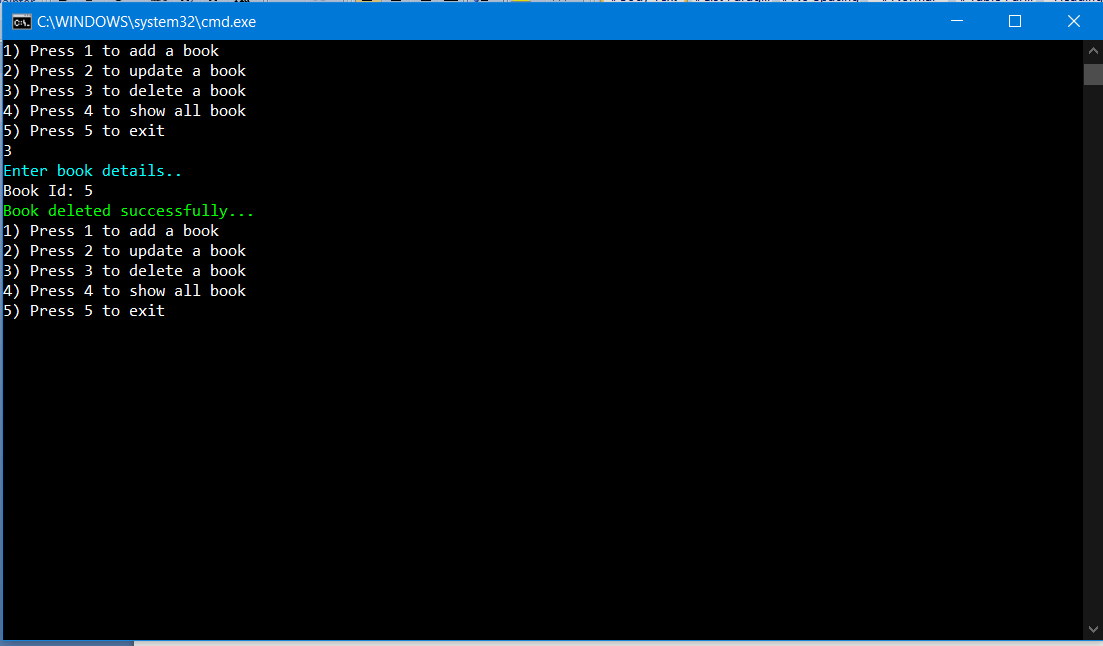 C:\WINDOWS\system32\cmd.exe
1) Press 1 to add a book
2) Press 2 to update a book
3) Press 3 to delete a book
4) Press 4 to show all book
5) Press 5 to exit
3
Enter book details..
Book Id: 5
Book deleted successfully...
1) Press 1 to add a book
2) Press 2 to update a book
3) Press 3 to delete a book
4) Press 4 to show all book
5) Press 5 to exit